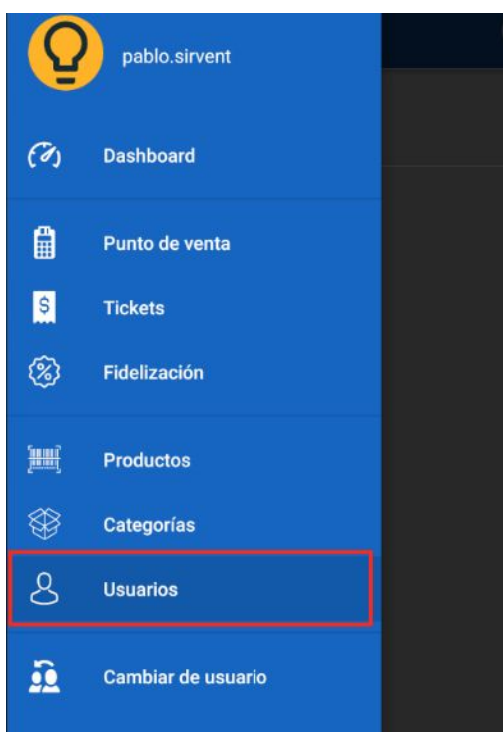 pablo.sirvent
Dashboard
Punto de venta
$
Tickets
%
Fidelización
Productos
Categorías
Usuarios
Cambiar de usuario